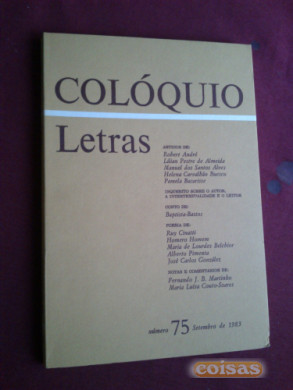 COLÓQUIO
Letras
ARTIGOS DE:
Robert André
Lilian Pestre de Almeida
Manuel dos Santos Alves
Helena Carvalhão Buescu
Pamela Bacarisse
INQUÉRITO SOBRE O AUTOR,
A INTERTEXTUALIDADE E O LEITOR
CONTO DE:
Baptista-Bastos
POESIA DE:
Ruy Cinatti
Homero Homem
Maria de Lourdes Belchior
Alberto Pimenta
José Carlos González
NOTAS E COMENTÁRIOS DE:
Fernando J. B. Martinho
Maria Luísa Couto-Soares
número 75 Setembro de 1983
coisas